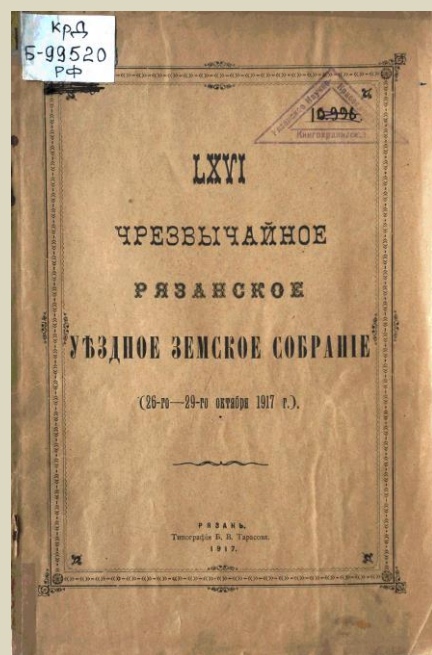 КрД
Б-99520
РФ
10.996
Книгохранилищ
LXVI
ЧРЕЗВЫЧАЙНОЕ
РЯЗАНСКОЕ
УѢЗДНОЕ ЗЕМСКОЕ СОБРАНІЕ
(26-го—29-го октября 1917 г.).
РЯЗАНЬ.
Типографія В. Тарасова.
1917.